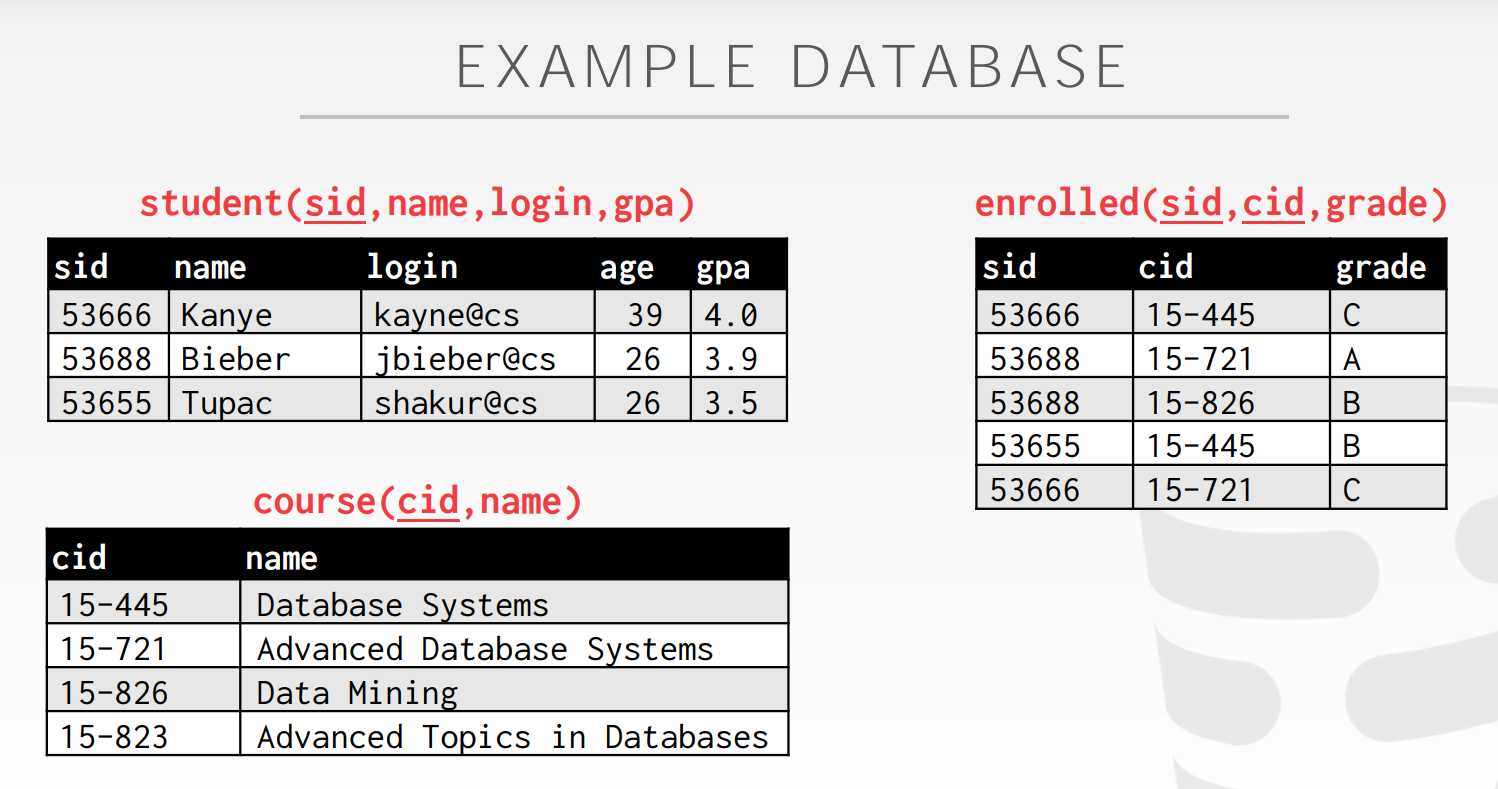 EXAMPLE DATABASE
student(sid,name,login,gpa)
sid name login age gpa
53666 Kanye kayne@cs 39 4.0
53688 Bieber jbieber@cs 26 3.9
53655 Tupac shakur@cs 26 3.5
course(cid,name)
cid name
15-445 Database Systems
15-721 Advanced Database Systems
15-826 Data Mining
15-823 Advanced Topics in Databases
enrolled(sid,cid,grade)
sid cid grade
53666 15-445 C
53688 15-721 A
53688 15-826 B
53655 15-445 B
53666 15-721 C